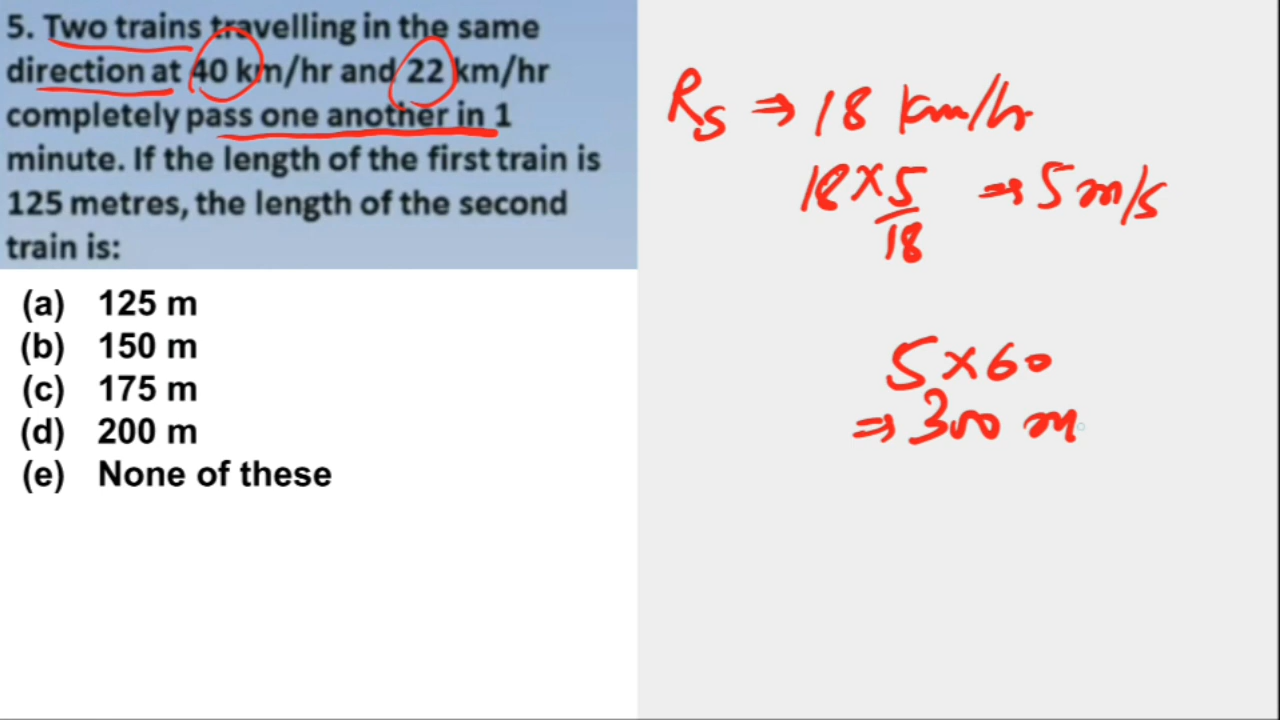 5. Two trains travelling in the same
direction at 40 km/hr and 22 km/hr
completely pass one another in 1
minute. If the length of the first train is
125 metres, the length of the second
train is:
(a) 125 m
(b) 150 m
(c) 175 m
(d) 200 m
(e) None of these
Rs ⇒ 18 km/hr
18 × 5/18 ⇒ 5 m/s
5 × 60
⇒ 300 m